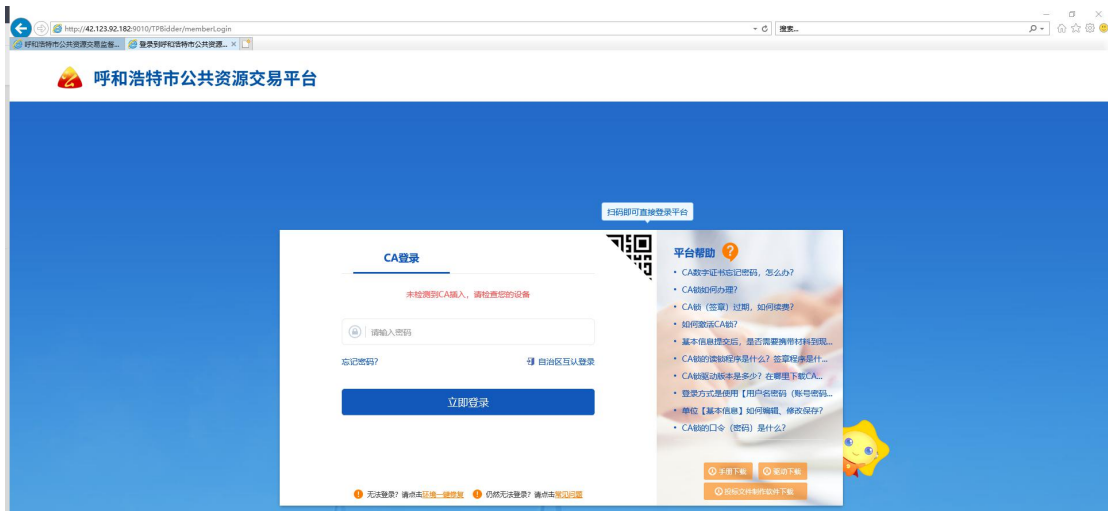 http://42.123.92.182:9010/TPBidder/memberLogin
搜索...
呼和浩特市公共资源交易监督...
登录到呼和浩特市公共资源...
呼和浩特市公共资源交易平台
扫码即可直接登录平台
CA登录
未检测到CA插入，请检查您的设备
请输入密码
忘记密码?
自治区互认登录
立即登录
无法登录? 请点击环境一键修复
仍然无法登录? 请点击常见问题
平台帮助
CA数字证书忘记密码，怎么办?
CA锁如何办理?
CA锁（签章）过期，如何续费?
如何激活CA锁?
基本信息提交后，是否需要携带材料到现...
CA锁的读锁程序是什么? 签章程序是什...
CA锁驱动版本是多少? 在哪里下载CA...
登录方式是使用【用户名密码（账号密码...
单位【基本信息】如何编辑、修改保存?
CA锁的口令（密码）是什么?
手册下载
驱动下载
投标文件制作软件下载